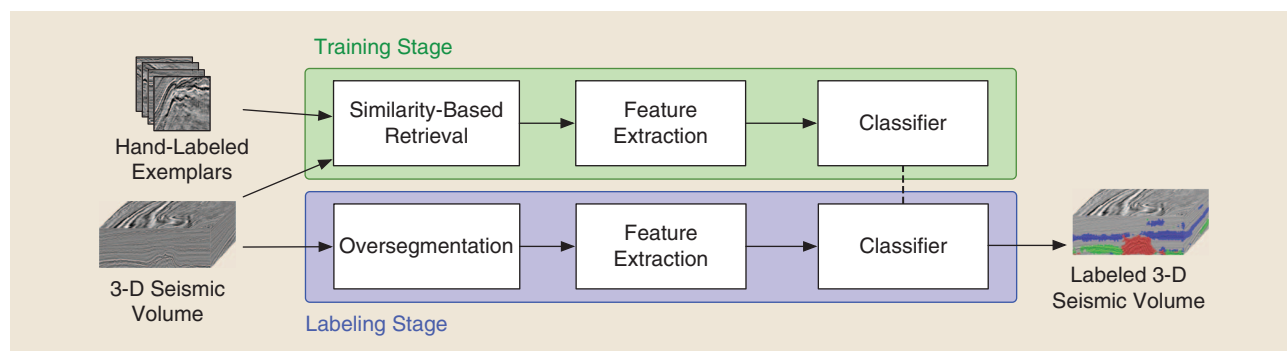 Training Stage
Hand-Labeled
Exemplars
Similarity-Based
Retrieval
Feature
Extraction
Classifier
3-D Seismic
Volume
Oversegmentation
Feature
Extraction
Classifier
Labeled 3-D
Seismic Volume
Labeling Stage